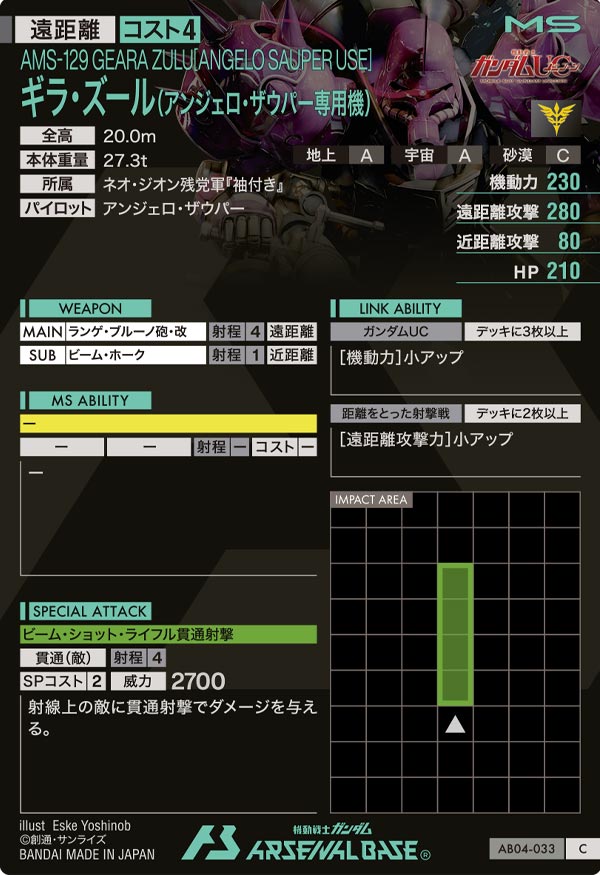 遠距離 コスト4 MS
AMS-129 GEARA ZULU[ANGELO SAUPER USE]
ギラ・ズール(アンジェロ・ザウパー専用機)
機動戦士
ガンダムUC
全高 20.0m
本体重量 27.3t
所属 ネオ・ジオン残党軍『袖付き』
パイロット アンジェロ・ザウパー
地上 A 宇宙 A 砂漠 C
機動力 230
遠距離攻撃 280
近距離攻撃 80
HP 210
WEAPON
MAIN ランゲ・ブルーノ砲・改 射程 4 遠距離
SUB ビーム・ホーク 射程 1 近距離
MS ABILITY
ー
ー ー 射程 ー コスト ー
ー
SPECIAL ATTACK
ビーム・ショット・ライフル貫通射撃
貫通(敵) 射程 4
SPコスト 2 威力 2700
射線上の敵に貫通射撃でダメージを与え
る。
LINK ABILITY
ガンダムUC デッキに3枚以上
[機動力]小アップ
距離をとった射撃戦 デッキに2枚以上
[遠距離攻撃力]小アップ
IMPACT AREA
illust Eske Yoshinob
©創通・サンライズ
BANDAI MADE IN JAPAN
機動戦士ガンダム
AB ARSENAL BASE®
AB04-033 C